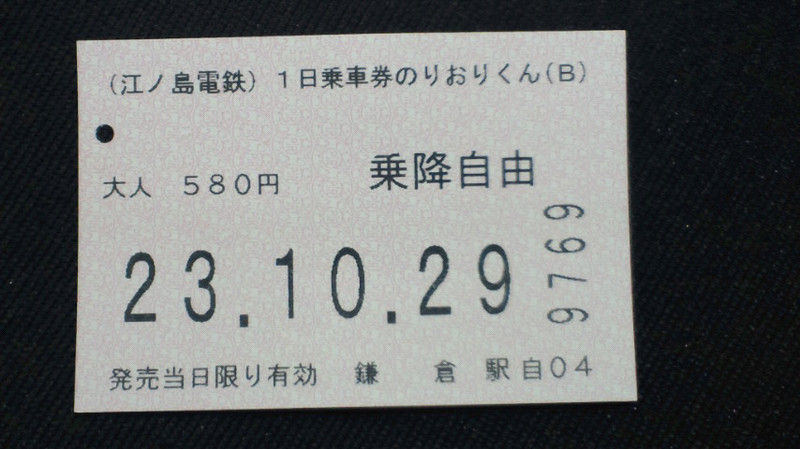 (江ノ島電鉄)１日乗車券のりおりくん(B)
大人 ５８０円 乗降自由
23.10.29
9769
発売当日限り有効 鎌倉駅自０４